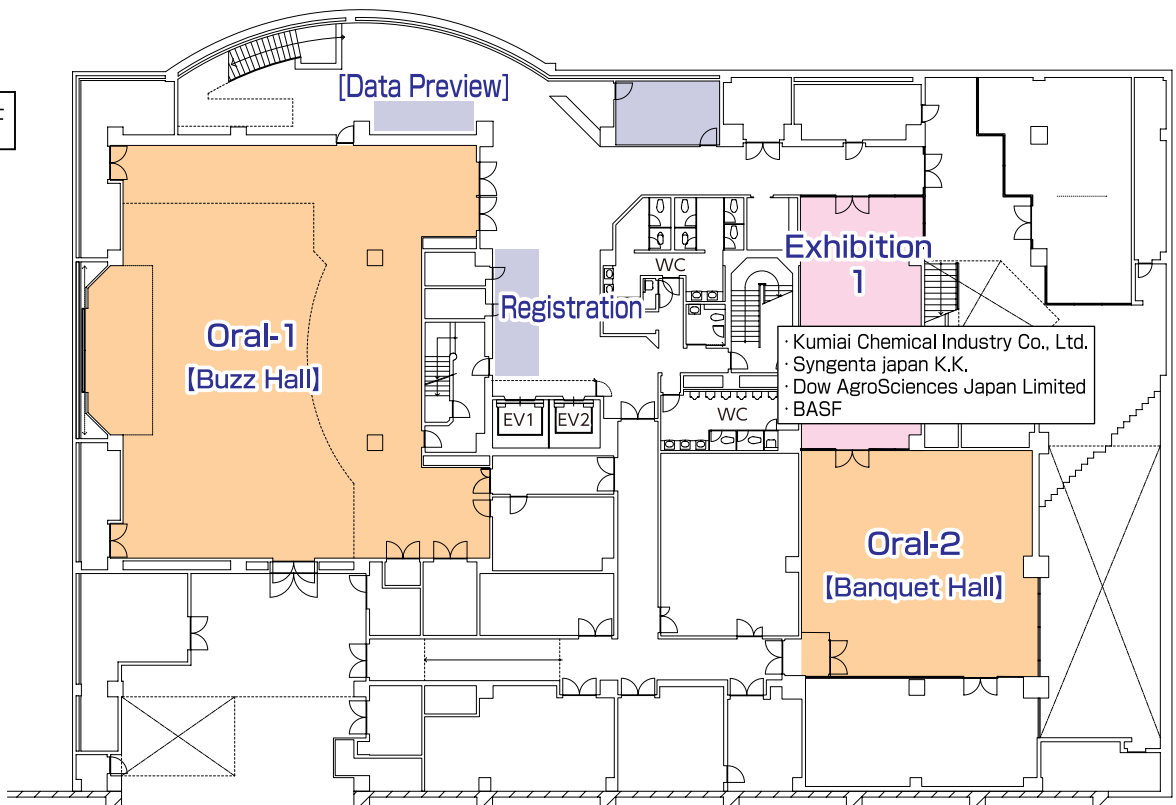 [Data Preview]
WC
Exhibition
1
Registration
Oral-1
【Buzz Hall】
· Kumiai Chemical Industry Co., Ltd.
· Syngenta japan K.K.
· Dow AgroSciences Japan Limited
· BASF
EV1
EV2
WC
Oral-2
【Banquet Hall】